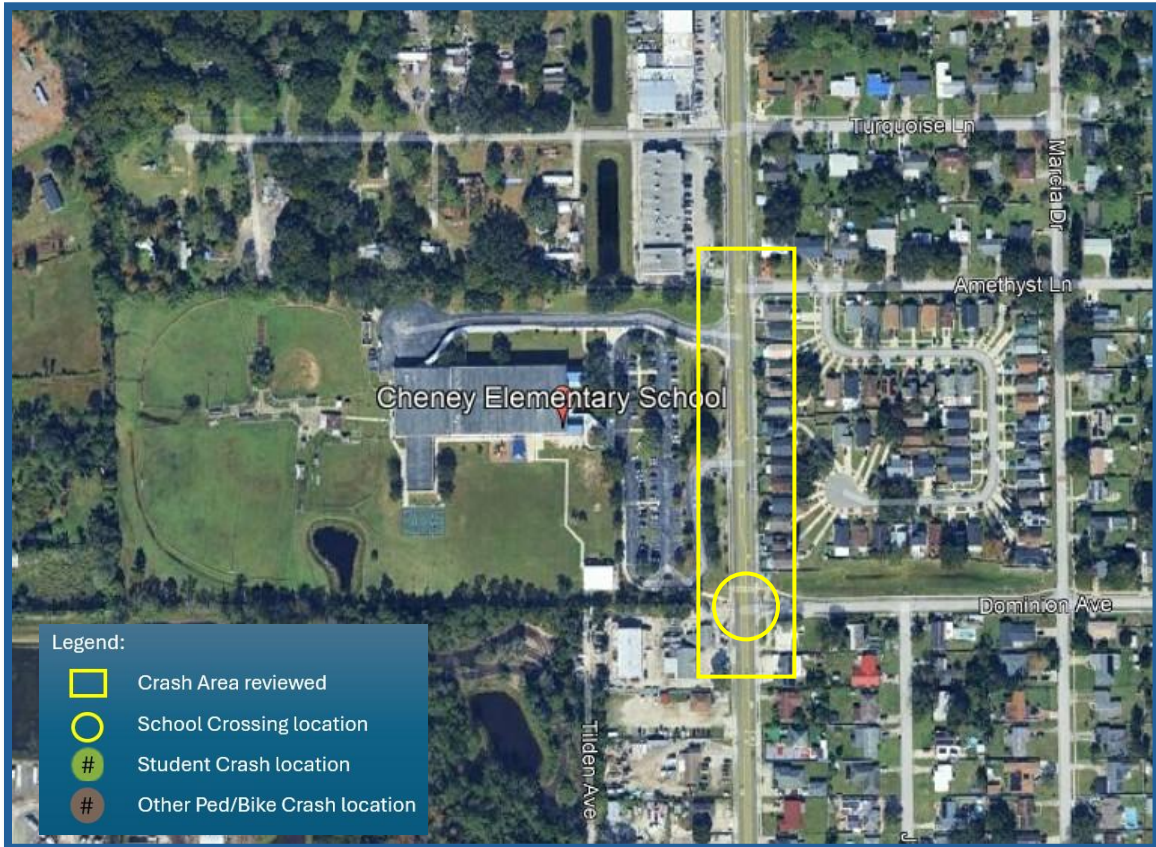 Turquoise Ln
Marcia Dr
Amethyst Ln
Cheney Elementary School
Dominion Ave
Tilden Ave
J
Legend:
Crash Area reviewed
School Crossing location
# Student Crash location
# Other Ped/Bike Crash location